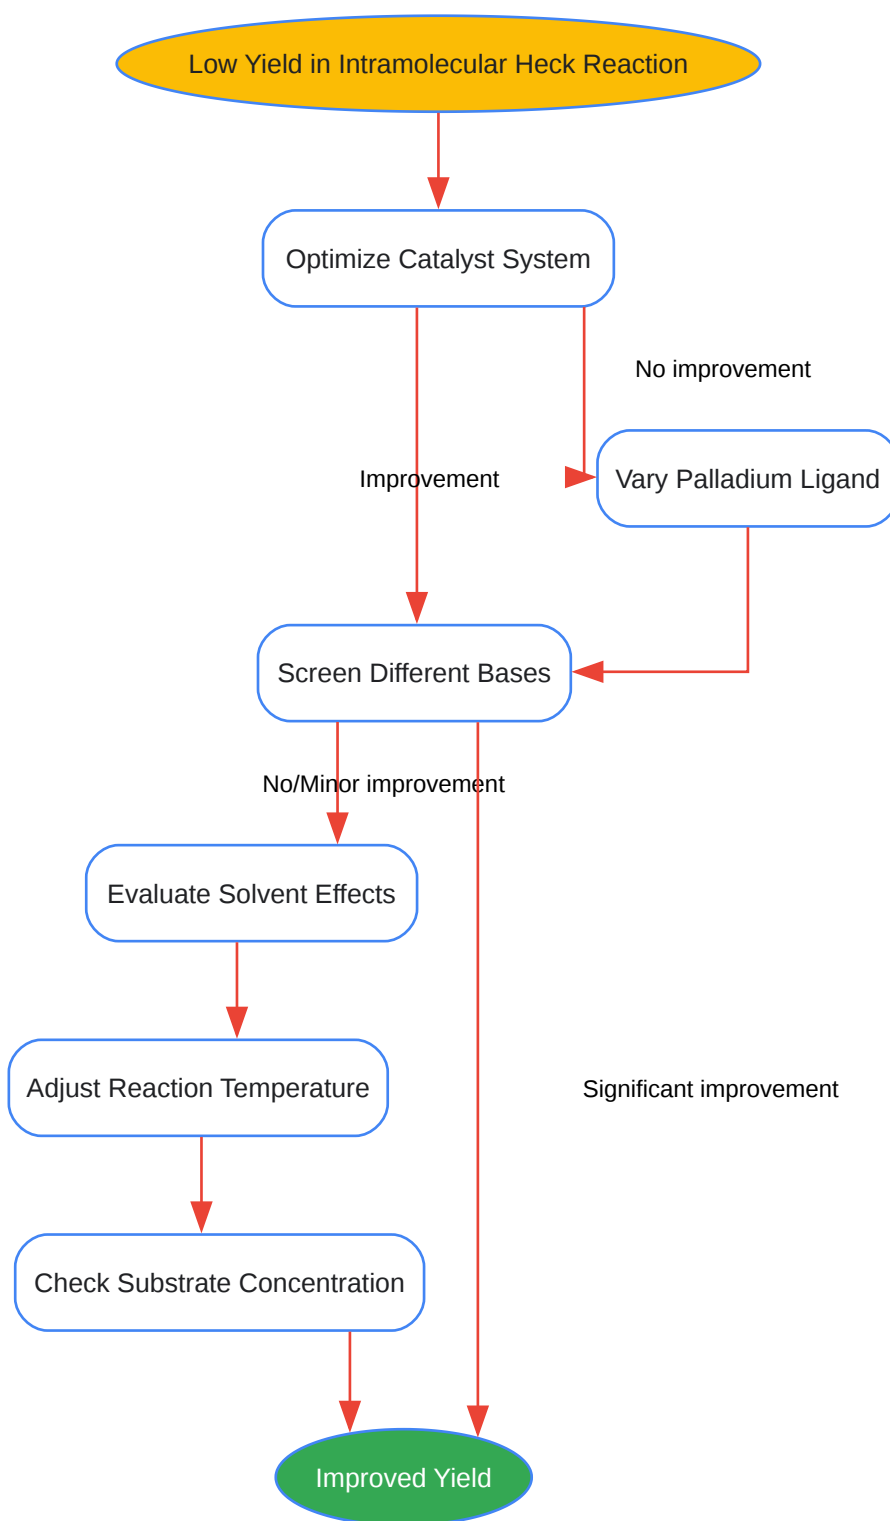 Low Yield in Intramolecular Heck Reaction
Optimize Catalyst System
No improvement
Improvement
Vary Palladium Ligand
Screen Different Bases
No/Minor improvement
Evaluate Solvent Effects
Adjust Reaction Temperature
Significant improvement
Check Substrate Concentration
Improved Yield